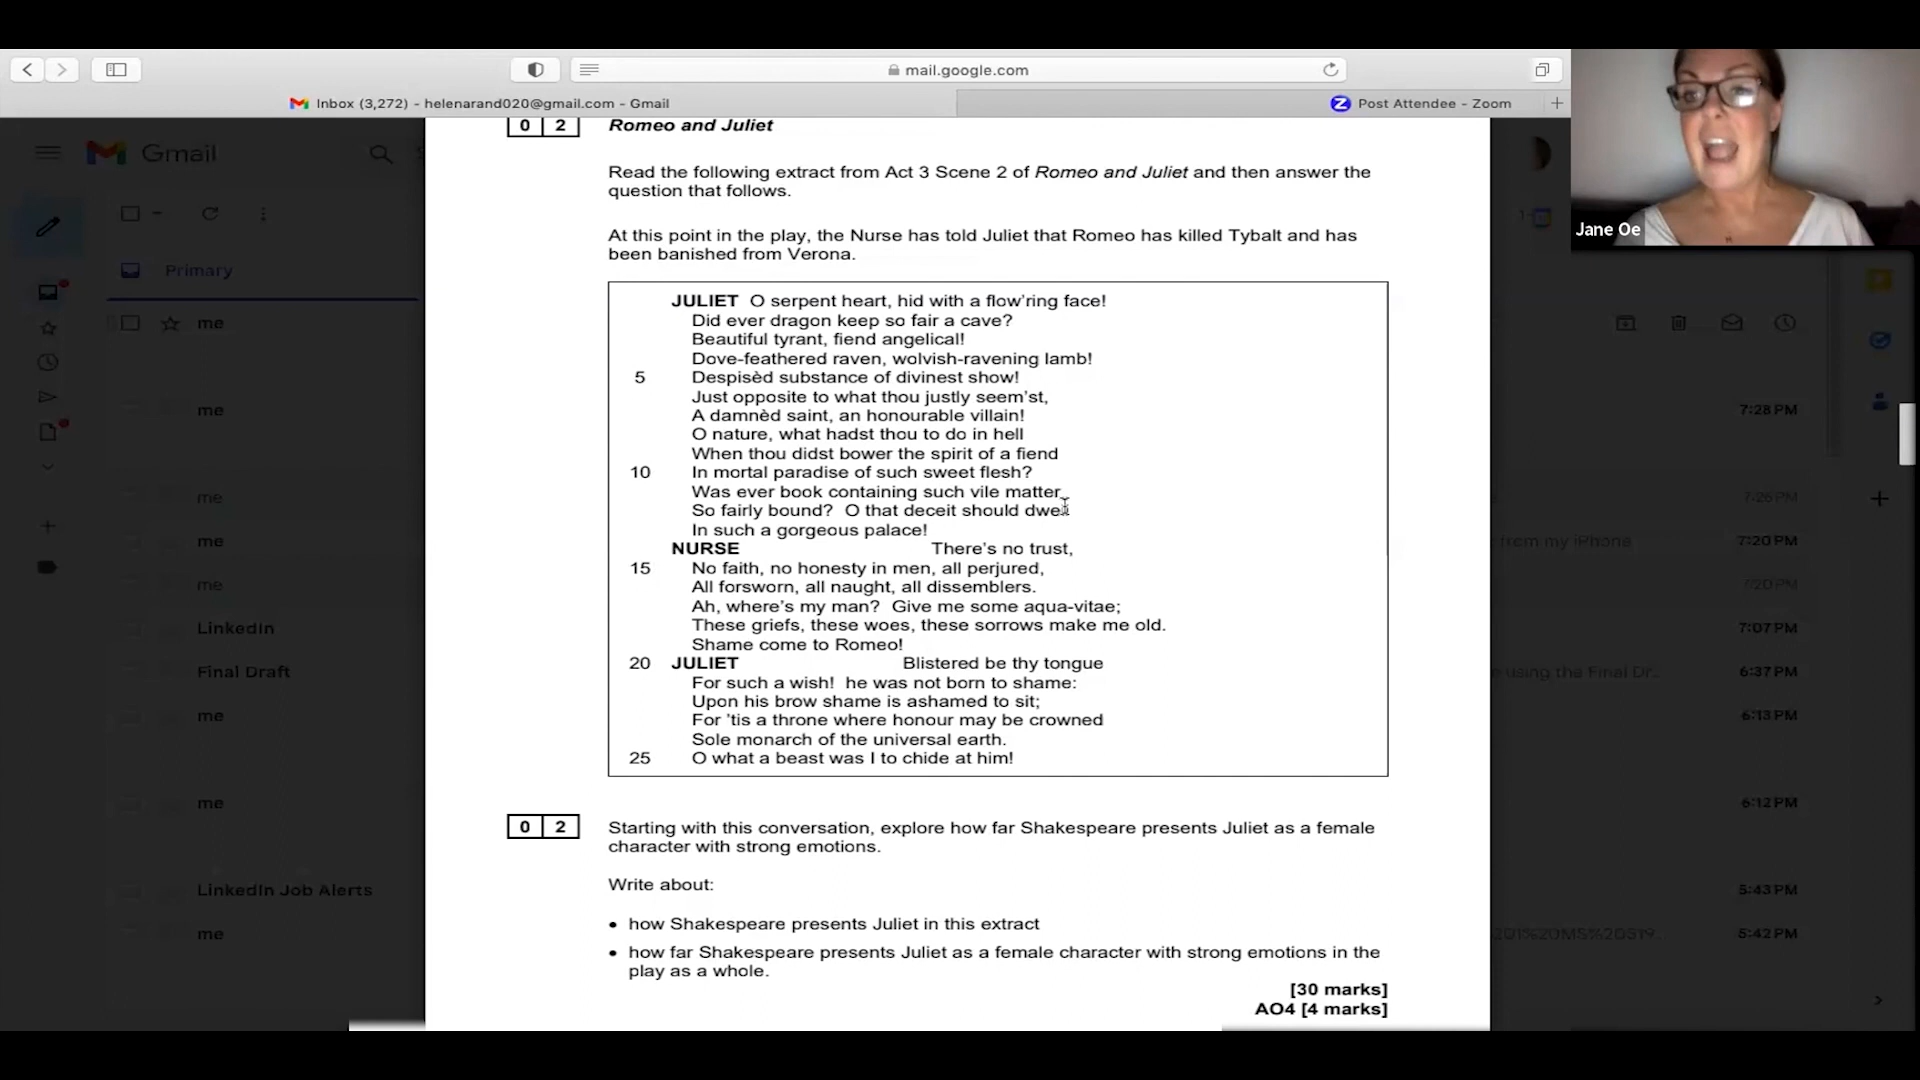 mail.google.com
Inbox (3,272) - helenarand020@gmail.com - Gmail
Post Attendee - Zoom
Jane Oe
Gmail
Primary
me
me
me
me
me
LinkedIn
Final Draft
me
me
LinkedIn Job Alerts
me
7:28 PM
7:26 PM
from my iPhone
7:20 PM
7:20 PM
7:07 PM
using the Final Dr...
6:37 PM
6:13 PM
6:12 PM
5:43 PM
5:42 PM
0 2 Romeo and Juliet
Read the following extract from Act 3 Scene 2 of Romeo and Juliet and then answer the
question that follows.
At this point in the play, the Nurse has told Juliet that Romeo has killed Tybalt and has
been banished from Verona.
JULIET O serpent heart, hid with a flow'ring face!
Did ever dragon keep so fair a cave?
Beautiful tyrant, fiend angelical!
Dove-feathered raven, wolvish-ravening lamb!
5 Despisèd substance of divinest show!
Just opposite to what thou justly seem'st,
A damnèd saint, an honourable villain!
O nature, what hadst thou to do in hell
When thou didst bower the spirit of a fiend
10 In mortal paradise of such sweet flesh?
Was ever book containing such vile matter
So fairly bound? O that deceit should dwell
In such a gorgeous palace!
NURSE There's no trust,
15 No faith, no honesty in men, all perjured,
All forsworn, all naught, all dissemblers.
Ah, where's my man? Give me some aqua-vitae;
These griefs, these woes, these sorrows make me old.
Shame come to Romeo!
20 JULIET Blistered be thy tongue
For such a wish! he was not born to shame:
Upon his brow shame is ashamed to sit;
For 'tis a throne where honour may be crowned
Sole monarch of the universal earth.
25 O what a beast was I to chide at him!
0 2 Starting with this conversation, explore how far Shakespeare presents Juliet as a female
character with strong emotions.
Write about:
• how Shakespeare presents Juliet in this extract
• how far Shakespeare presents Juliet as a female character with strong emotions in the
play as a whole.
[30 marks]
AO4 [4 marks]